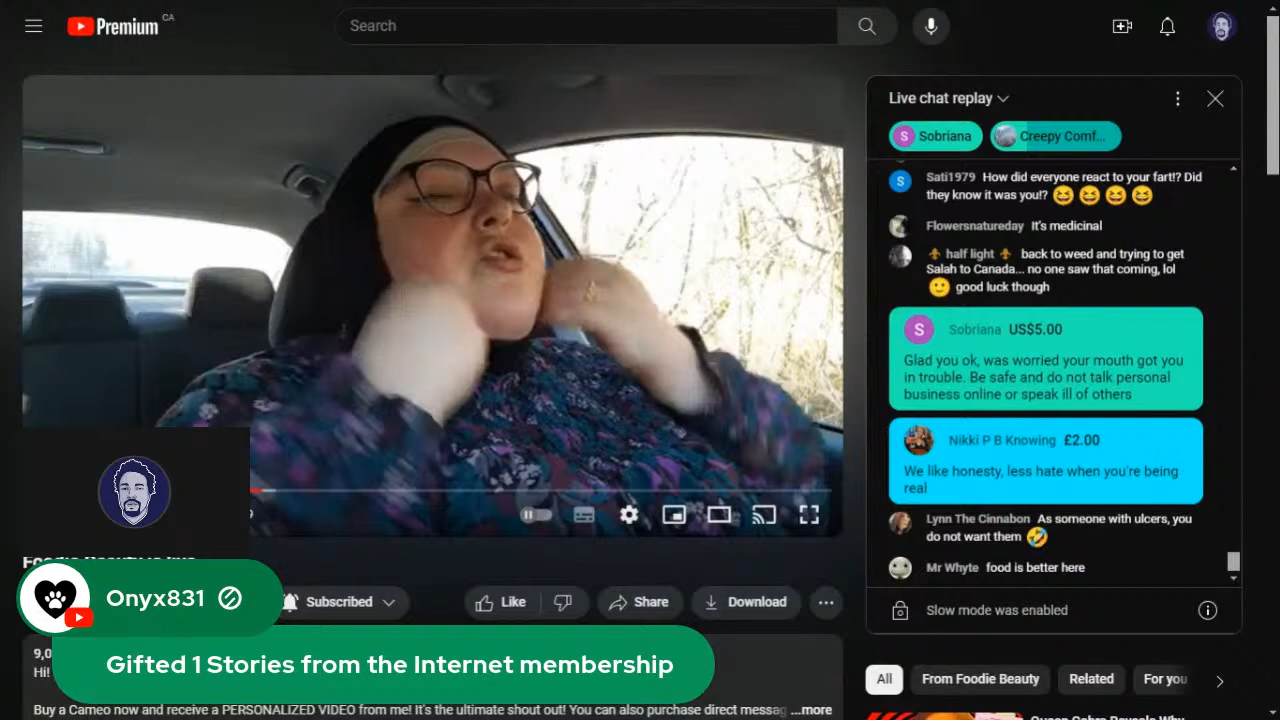 Premium CA
Search
Live chat replay
S Sobriana
Creepy Comf...
S Sati1979 How did everyone react to your fart!? Did
they know it was you!?
Flowersnatureday It's medicinal
half light back to weed and trying to get
Salah to Canada... no one saw that coming, lol
good luck though
S Sobriana US$5.00
Glad you ok, was worried your mouth got you
in trouble. Be safe and do not talk personal
business online or speak ill of others
Nikki P B Knowing £2.00
We like honesty, less hate when you're being
real
Lynn The Cinnabon As someone with ulcers, you
do not want them
Mr Whyte food is better here
Slow mode was enabled
Onyx831
Subscribed
Like
Share
Download
Gifted 1 Stories from the Internet membership
9,0
Hi!
Buy a Cameo now and receive a PERSONALIZED VIDEO from me! It's the ultimate shout out! You can also purchase direct messag ...more
All
From Foodie Beauty
Related
For you